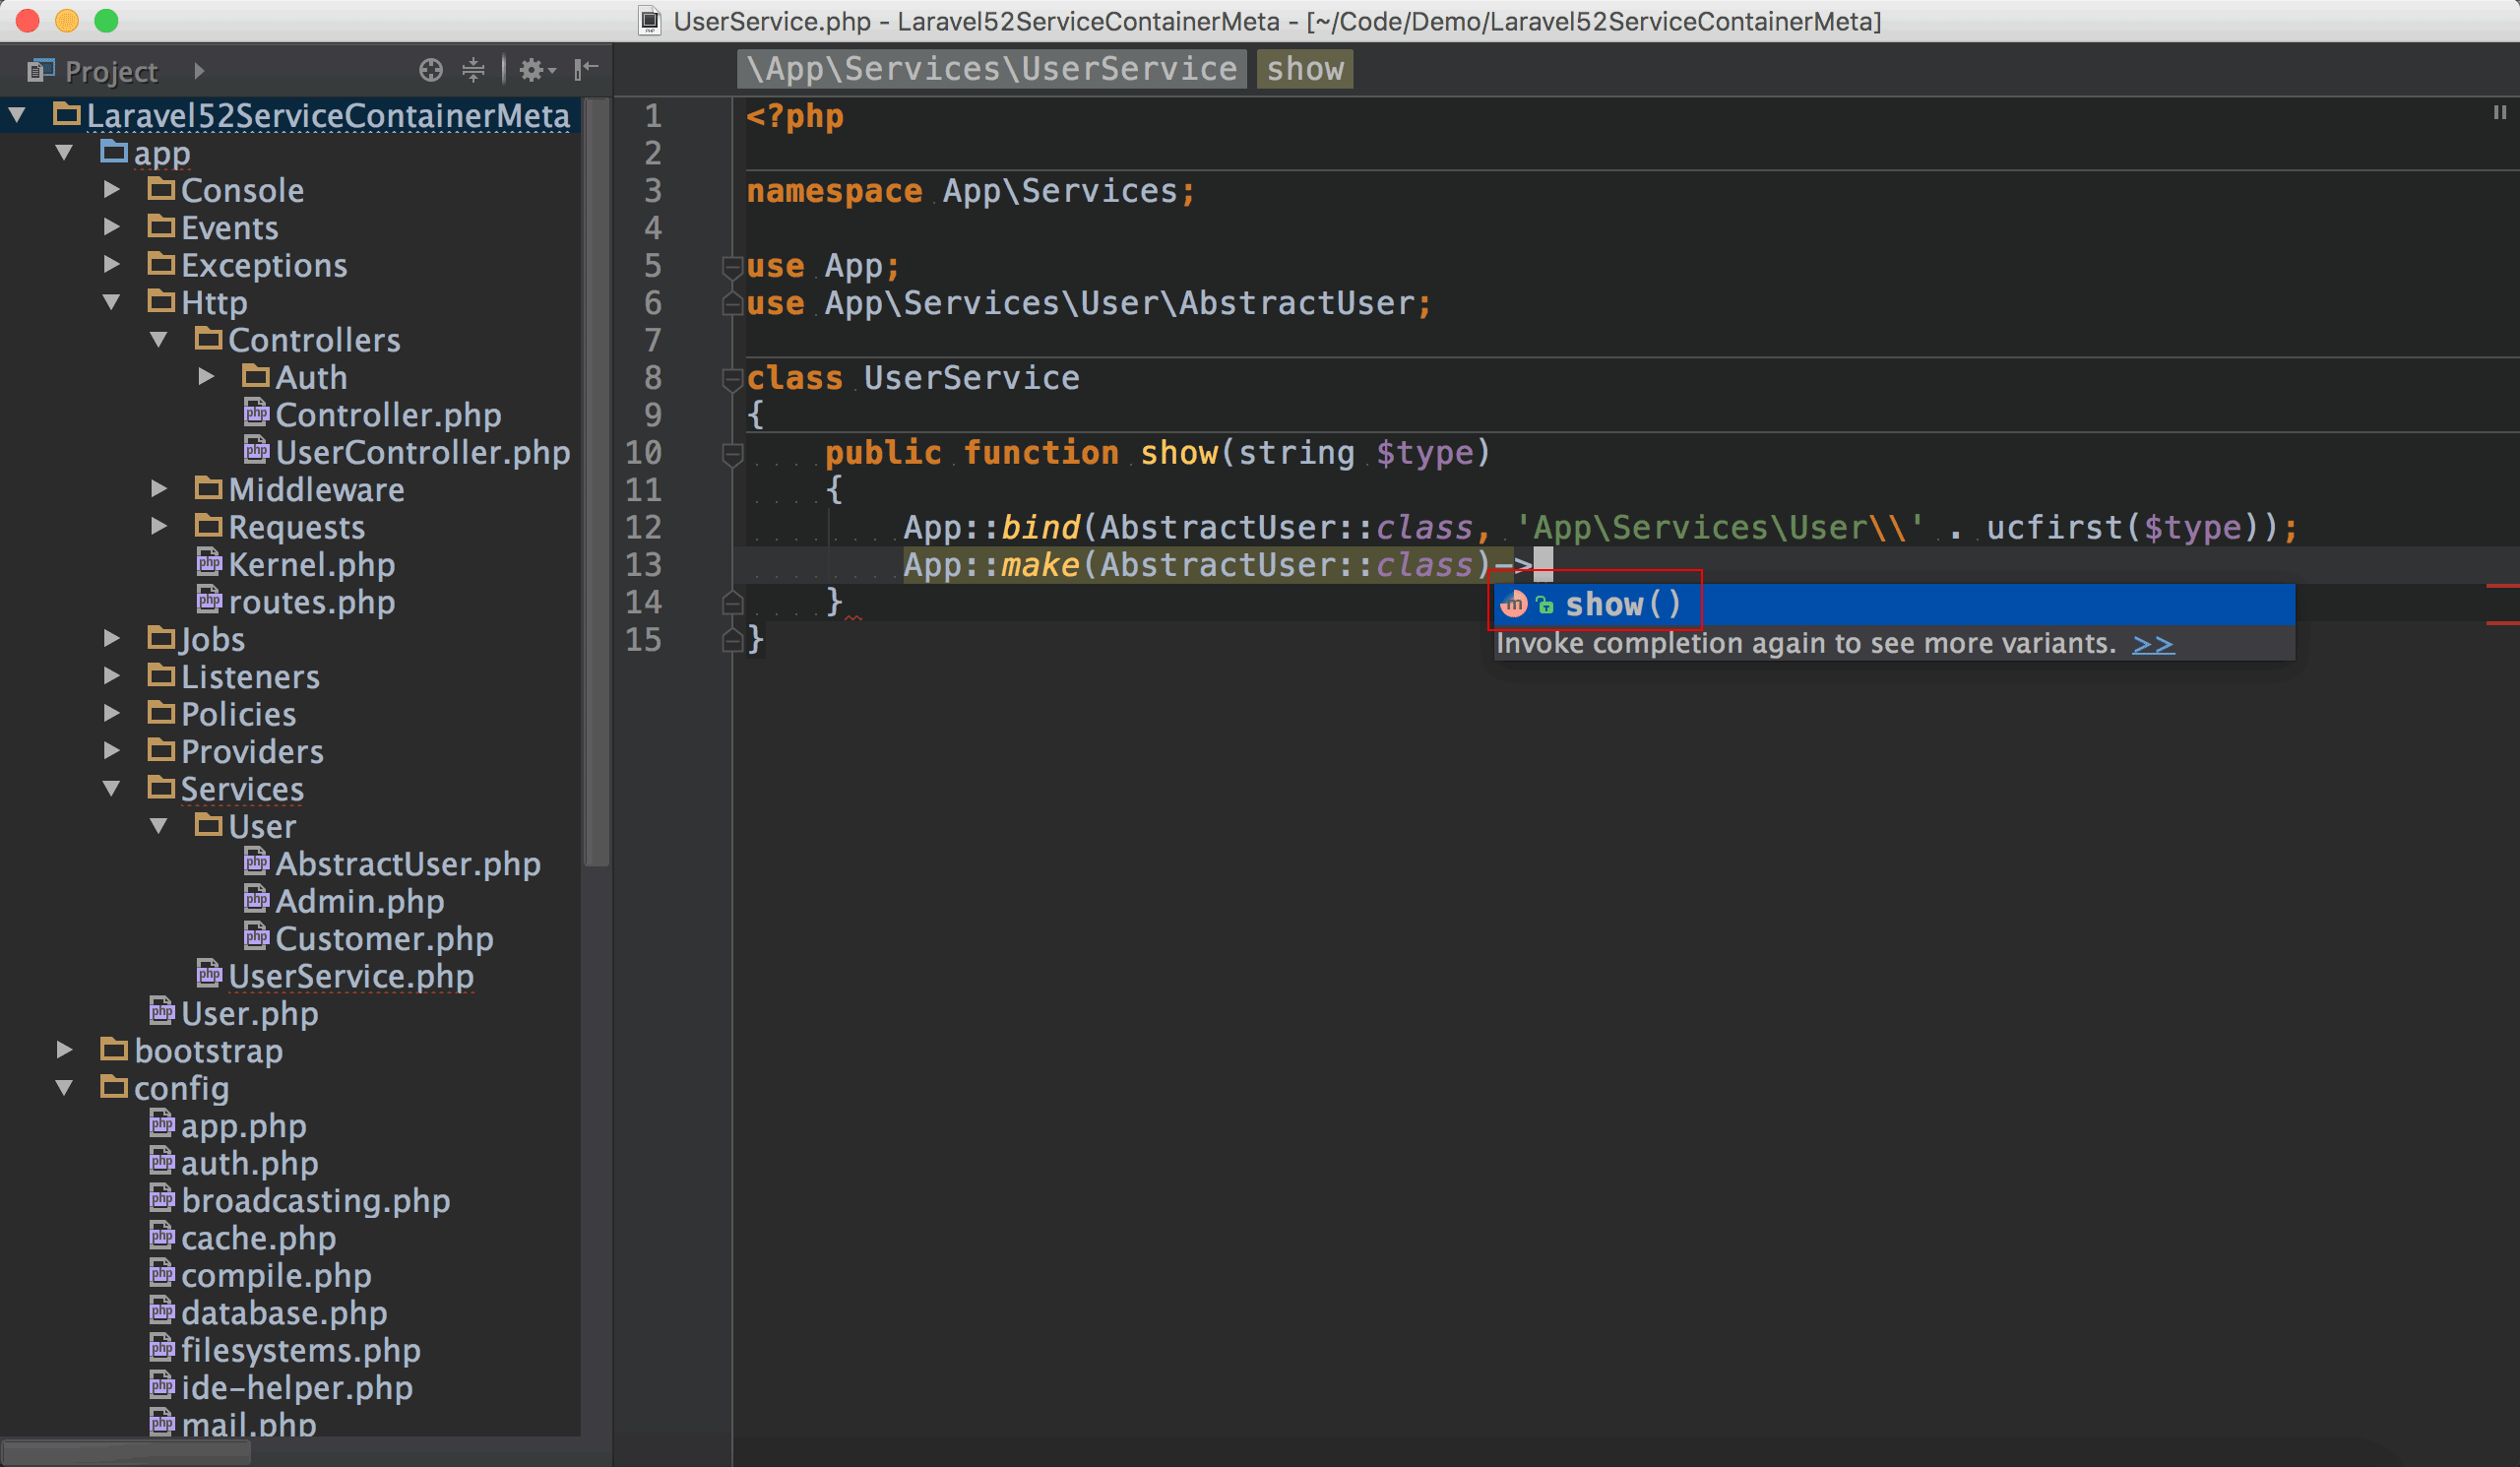 UserService.php - Laravel52ServiceContainerMeta - [~/Code/Demo/Laravel52ServiceContainerMeta]
Project
\App\Services\UserService show
Laravel52ServiceContainerMeta
app
Console
Events
Exceptions
Http
Controllers
Auth
Controller.php
UserController.php
Middleware
Requests
Kernel.php
routes.php
Jobs
Listeners
Policies
Providers
Services
User
AbstractUser.php
Admin.php
Customer.php
UserService.php
User.php
bootstrap
config
app.php
auth.php
broadcasting.php
cache.php
compile.php
database.php
filesystems.php
ide-helper.php
mail.php
1 <?php
2
3 namespace App\Services;
4
5 use App;
6 use App\Services\User\AbstractUser;
7
8 class UserService
9 {
10 public function show(string $type)
11 {
12 App::bind(AbstractUser::class, 'App\Services\User\\' . ucfirst($type));
13 App::make(AbstractUser::class)->
14 }
15 }
m show()
Invoke completion again to see more variants. >>